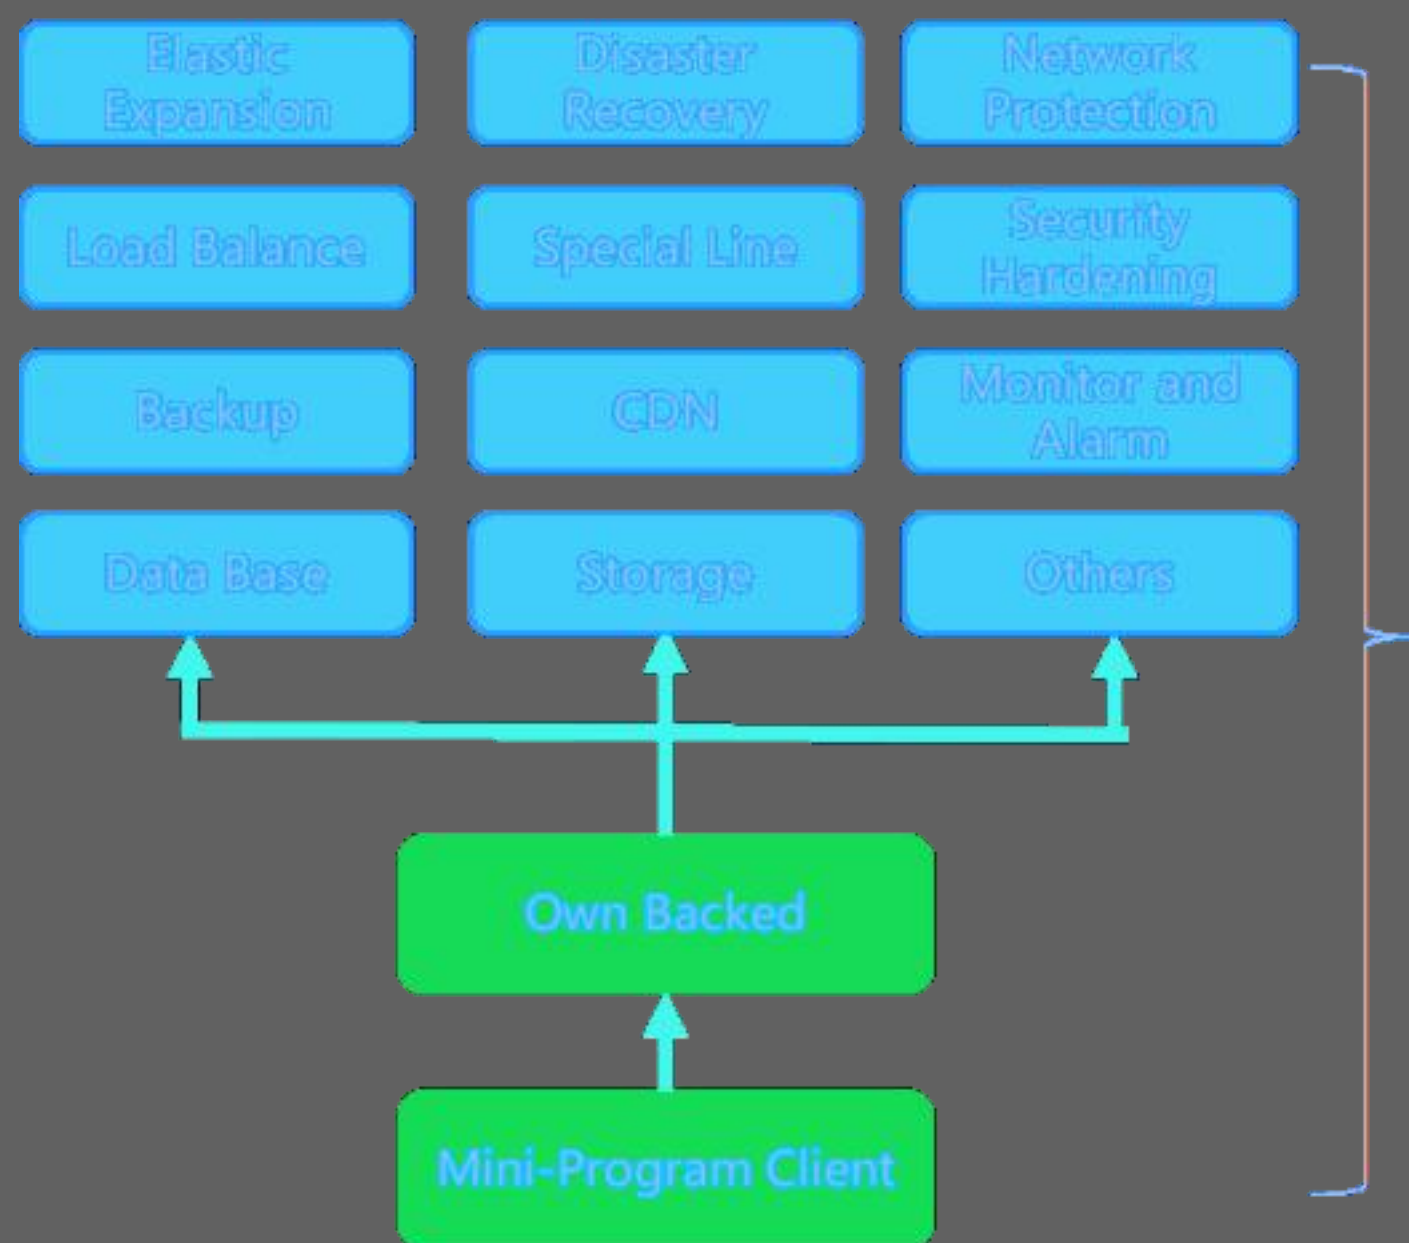 Elastic
Expansion
Disaster
Recovery
Network
Protection
Load Balance
Special Line
Security
Hardening
Backup
CDN
Monitor and
Alarm
Data Base
Storage
Others
Own Backed
Mini-Program Client